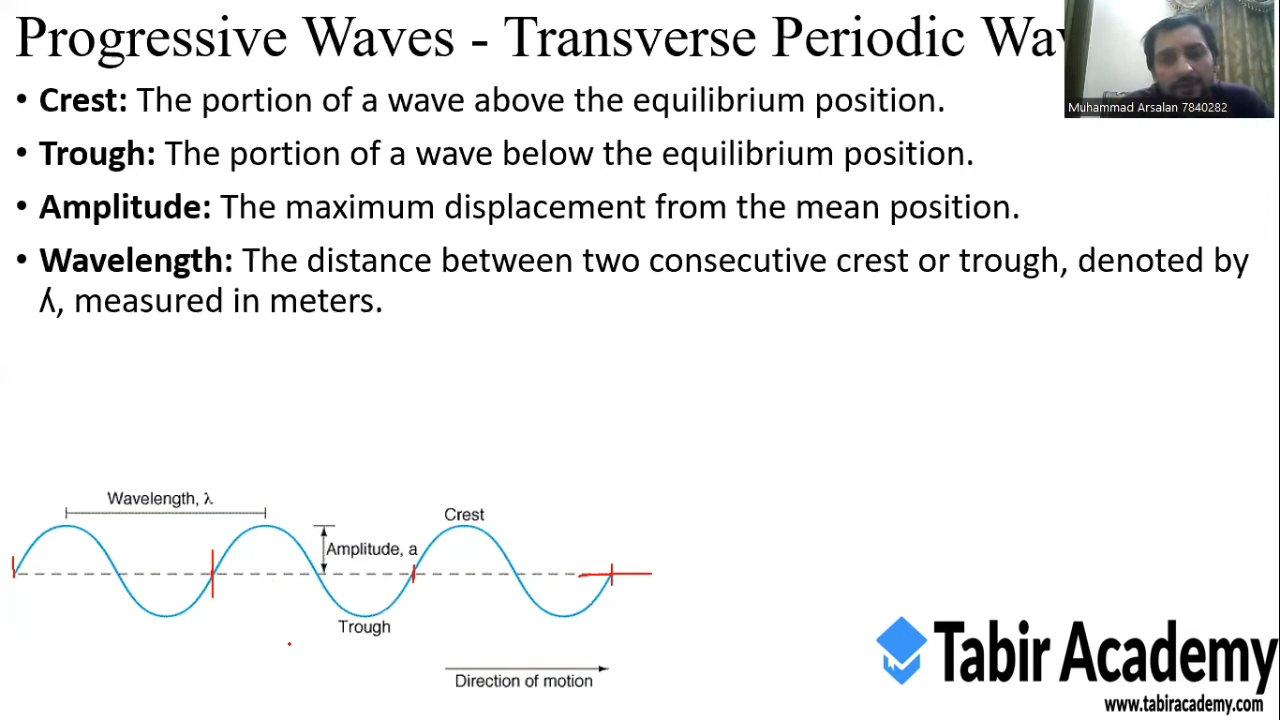 Progressive Waves - Transverse Periodic
Muhammad Arsalan 7840282
• Crest: The portion of a wave above the equilibrium position.
• Trough: The portion of a wave below the equilibrium position.
• Amplitude: The maximum displacement from the mean position.
• Wavelength: The distance between two consecutive crest or trough, denoted by
ʎ, measured in meters.
Wavelength, λ
Crest
Amplitude, a
Trough
Direction of motion
Tabir Academy
www.tabiracademy.com